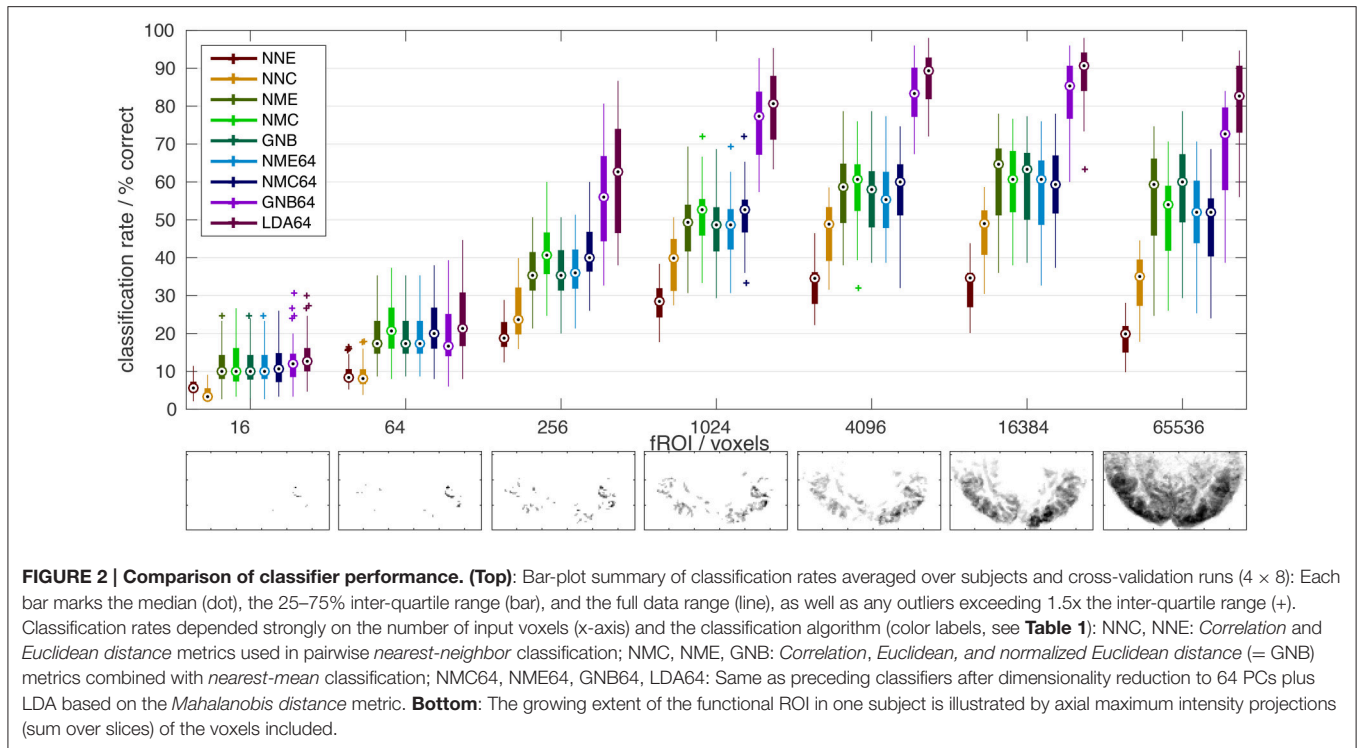 100
90
80
70
60
50
40
30
20
10
0
classification rate / % correct
NNE
NNC
NME
NMC
GNB
NME64
NMC64
GNB64
LDA64
16 64 256 1024 4096 16384 65536
fROI / voxels
FIGURE 2 | Comparison of classifier performance. (Top): Bar-plot summary of classification rates averaged over subjects and cross-validation runs (4 × 8): Each
bar marks the median (dot), the 25–75% inter-quartile range (bar), and the full data range (line), as well as any outliers exceeding 1.5x the inter-quartile range (+).
Classification rates depended strongly on the number of input voxels (x-axis) and the classification algorithm (color labels, see Table 1): NNC, NNE: Correlation and
Euclidean distance metrics used in pairwise nearest-neighbor classification; NMC, NME, GNB: Correlation, Euclidean, and normalized Euclidean distance (= GNB)
metrics combined with nearest-mean classification; NMC64, NME64, GNB64, LDA64: Same as preceding classifiers after dimensionality reduction to 64 PCs plus
LDA based on the Mahalanobis distance metric. Bottom: The growing extent of the functional ROI in one subject is illustrated by axial maximum intensity projections
(sum over slices) of the voxels included.